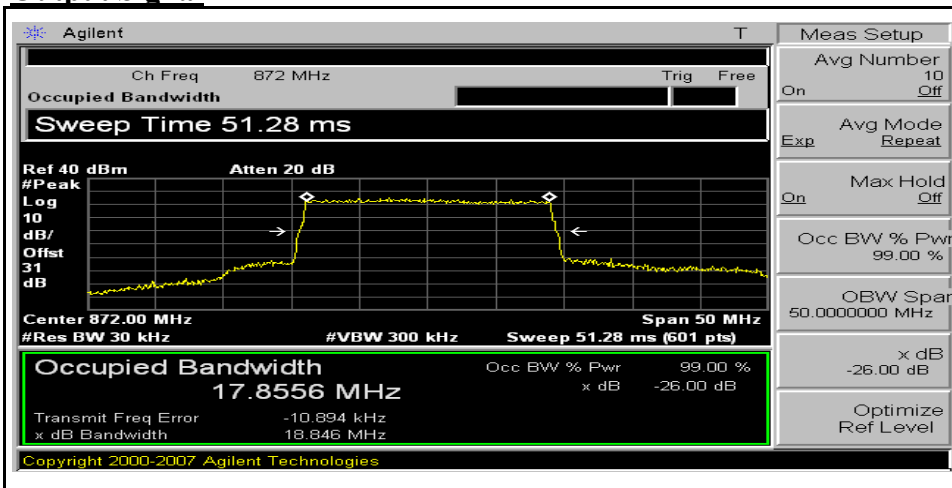 Agilent T Meas Setup
Ch Freq 872 MHz Trig Free
Occupied Bandwidth
Sweep Time 51.28 ms
Ref 40 dBm Atten 20 dB
#Peak
Log
10
dB/
Offst
31
dB
Center 872.00 MHz Span 50 MHz
#Res BW 30 kHz #VBW 300 kHz Sweep 51.28 ms (601 pts)
Occupied Bandwidth Occ BW % Pwr 99.00 %
17.8556 MHz x dB -26.00 dB
Transmit Freq Error -10.894 kHz
x dB Bandwidth 18.846 MHz
Copyright 2000-2007 Agilent Technologies
Avg Number
10
On Off
Avg Mode
Exp Repeat
Max Hold
On Off
Occ BW % Pwr
99.00 %
OBW Span
50.0000000 MHz
x dB
-26.00 dB
Optimize
Ref Level